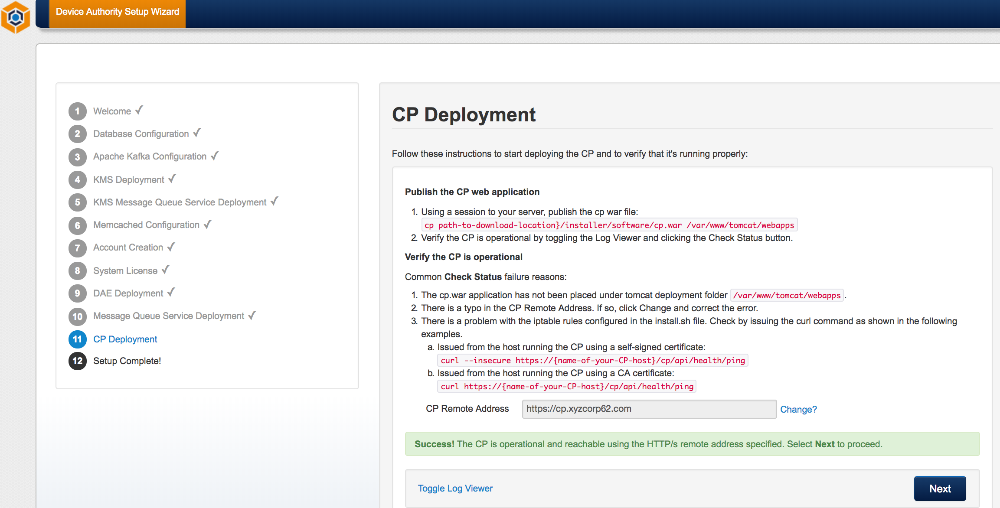 Device Authority Setup Wizard
1 Welcome ✓
2 Database Configuration ✓
3 Apache Kafka Configuration ✓
4 KMS Deployment ✓
5 KMS Message Queue Service Deployment ✓
6 Memcached Configuration ✓
7 Account Creation ✓
8 System License ✓
9 DAE Deployment ✓
10 Message Queue Service Deployment ✓
11 CP Deployment
12 Setup Complete!
CP Deployment
Follow these instructions to start deploying the CP and to verify that it's running properly:
Publish the CP web application
1. Using a session to your server, publish the cp war file:
cp path-to-download-location}/installer/software/cp.war /var/www/tomcat/webapps
2. Verify the CP is operational by toggling the Log Viewer and clicking the Check Status button.
Verify the CP is operational
Common Check Status failure reasons:
1. The cp.war application has not been placed under tomcat deployment folder /var/www/tomcat/webapps .
2. There is a typo in the CP Remote Address. If so, click Change and correct the error.
3. There is a problem with the iptable rules configured in the install.sh file. Check by issuing the curl command as shown in the following
examples.
a. Issued from the host running the CP using a self-signed certificate:
curl --insecure https://{name-of-your-CP-host}/cp/api/health/ping
b. Issued from the host running the CP using a CA certificate:
curl https://{name-of-your-CP-host}/cp/api/health/ping
CP Remote Address https://cp.xyzcorp62.com Change?
Success! The CP is operational and reachable using the HTTP/s remote address specified. Select Next to proceed.
Toggle Log Viewer Next